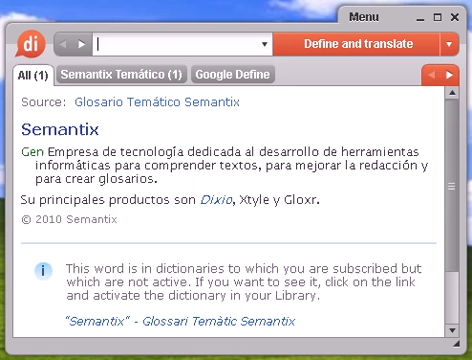 Menu
di
Define and translate
All (1) Semantix Temático (1) Google Define
Source: Glosario Temático Semantix
Semantix
Gen Empresa de tecnología dedicada al desarrollo de herramientas
informáticas para comprender textos, para mejorar la redacción y
para crear glosarios.
Su principales productos son Dixio, Xtyle y Gloxr.
© 2010 Semantix
i
This word is in dictionaries to which you are subscribed but
which are not active. If you want to see it, click on the link
and activate the dictionary in your Library.
"Semantix" - Glossari Temàtic Semantix